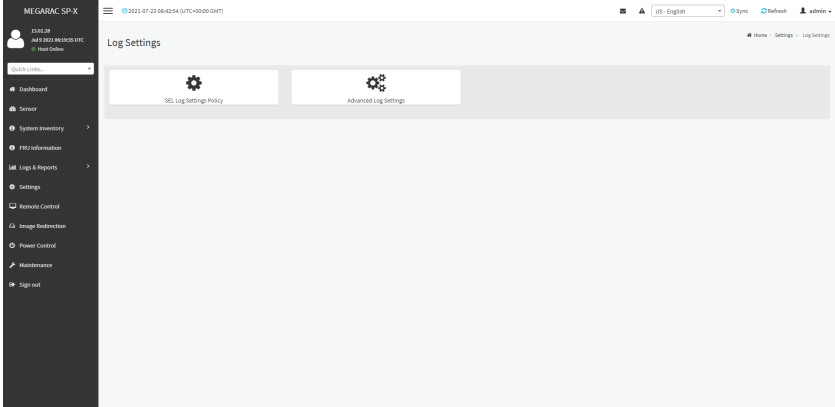 MEGARAC SP-X
2021-07-23 08:42:54 (UTC+00:00 GMT)
US - English
Sync
Refresh
admin
13.01.28
Jul 9 2021 06:19:55 UTC
Host Online
Quick Links...
Dashboard
Sensor
System Inventory
FRU Information
Logs & Reports
Settings
Remote Control
Image Redirection
Power Control
Maintenance
Sign out
Log Settings
Home > Settings > Log Settings
SEL Log Settings Policy
Advanced Log Settings